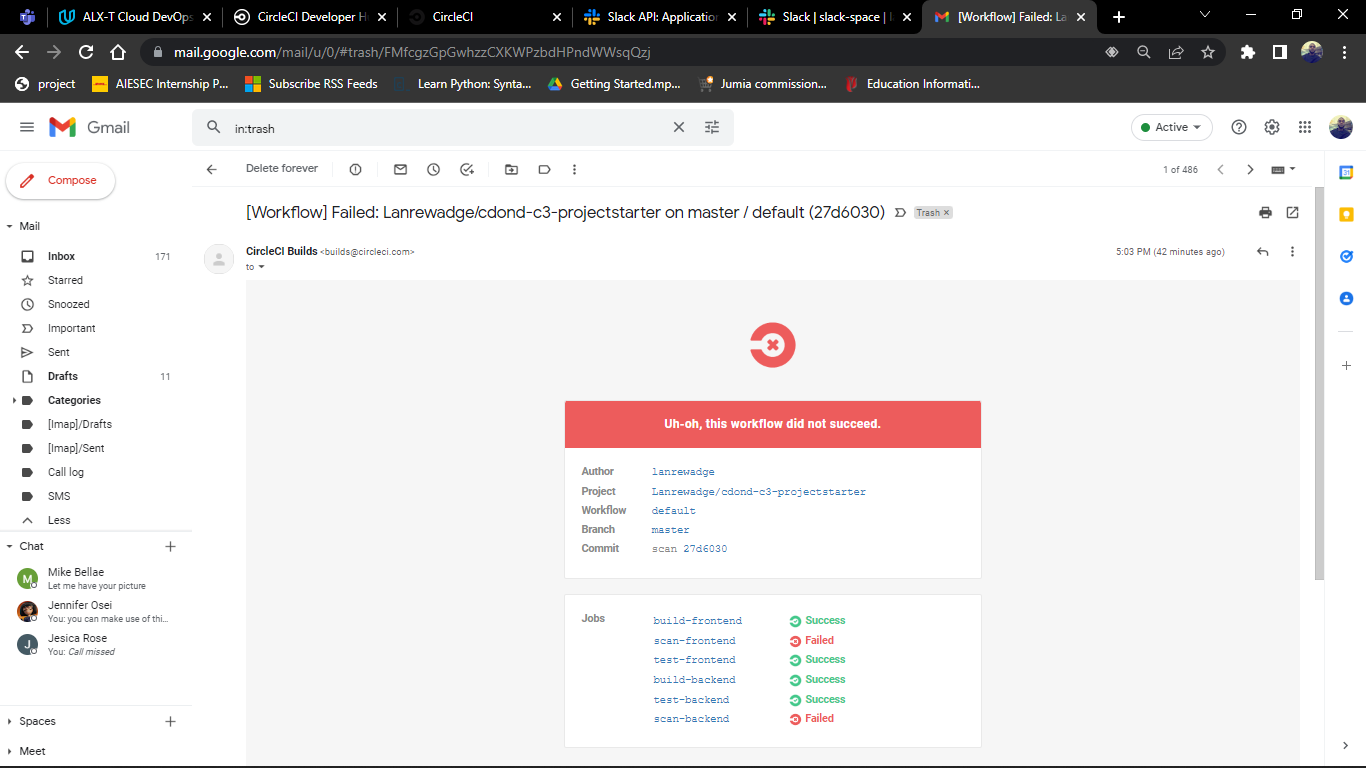 ALX-T Cloud DevOps
CircleCI Developer H
CircleCI
Slack API: Application
Slack | slack-space | l
[Workflow] Failed: La
mail.google.com/mail/u/0/#trash/FMfcgzGpGwhzzCXKWPzbdHPndWWsqQzj
project
AIESEC Internship P...
Subscribe RSS Feeds
Learn Python: Synta...
Getting Started.mp...
Jumia commission...
Education Informati...
Gmail
in:trash
Active
Compose
Delete forever
1 of 486
[Workflow] Failed: Lanrewadge/cdond-c3-projectstarter on master / default (27d6030)
Trash ×
Mail
Inbox 171
Starred
Snoozed
Important
Sent
Drafts 11
Categories
[Imap]/Drafts
[Imap]/Sent
Call log
SMS
Less
Chat
M
Mike Bellae
Let me have your picture
Jennifer Osei
You: you can make use of thi...
J
Jesica Rose
You: Call missed
Spaces
Meet
CircleCI Builds <builds@circleci.com>
to
5:03 PM (42 minutes ago)
Uh-oh, this workflow did not succeed.
Author lanrewadge
Project Lanrewadge/cdond-c3-projectstarter
Workflow default
Branch master
Commit scan 27d6030
Jobs
build-frontend Success
scan-frontend Failed
test-frontend Success
build-backend Success
test-backend Success
scan-backend Failed